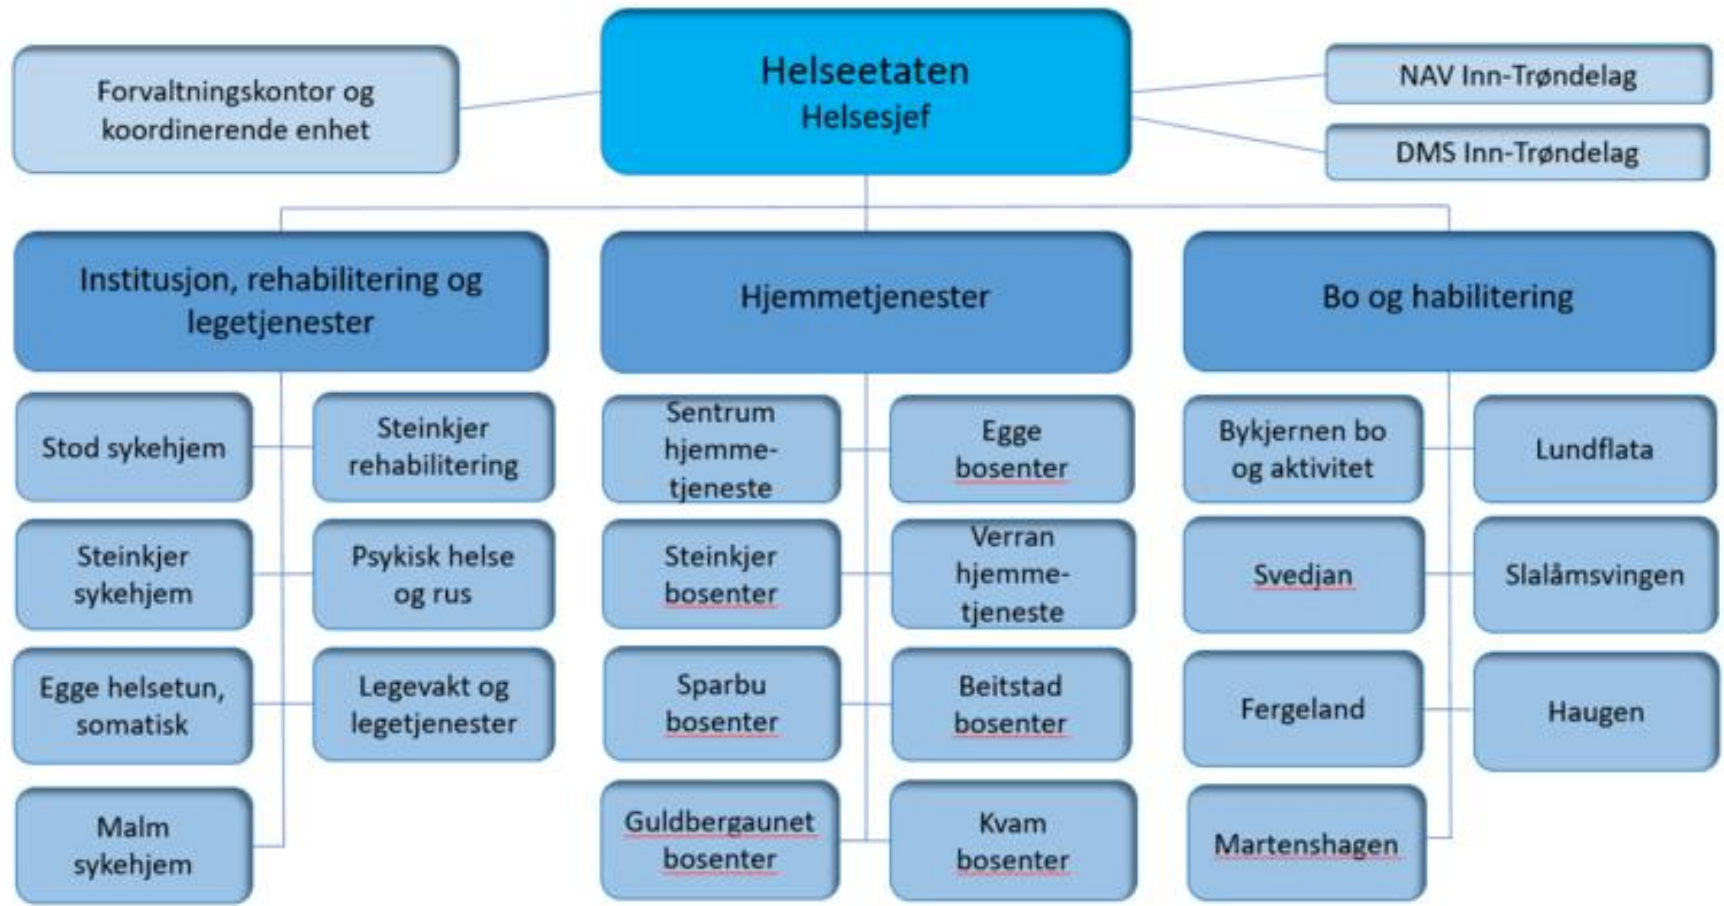 Helseetaten
Helsesjef
Forvaltningskontor og
koordinerende enhet
NAV Inn-Trøndelag
DMS Inn-Trøndelag
Institusjon, rehabilitering og
legetjenester
Stod sykehjem
Steinkjer
rehabilitering
Steinkjer
sykehjem
Psykisk helse
og rus
Egge helsetun,
somatisk
Legevakt og
legetjenester
Malm
sykehjem
Hjemmetjenester
Sentrum
hjemme-
tjeneste
Egge
bosenter
Steinkjer
bosenter
Verran
hjemme-
tjeneste
Sparbu
bosenter
Beitstad
bosenter
Guldbergaunet
bosenter
Kvam
bosenter
Bo og habilitering
Bykjernen bo
og aktivitet
Lundflata
Svedjan
Slalåmsvingen
Fergeland
Haugen
Martenshagen